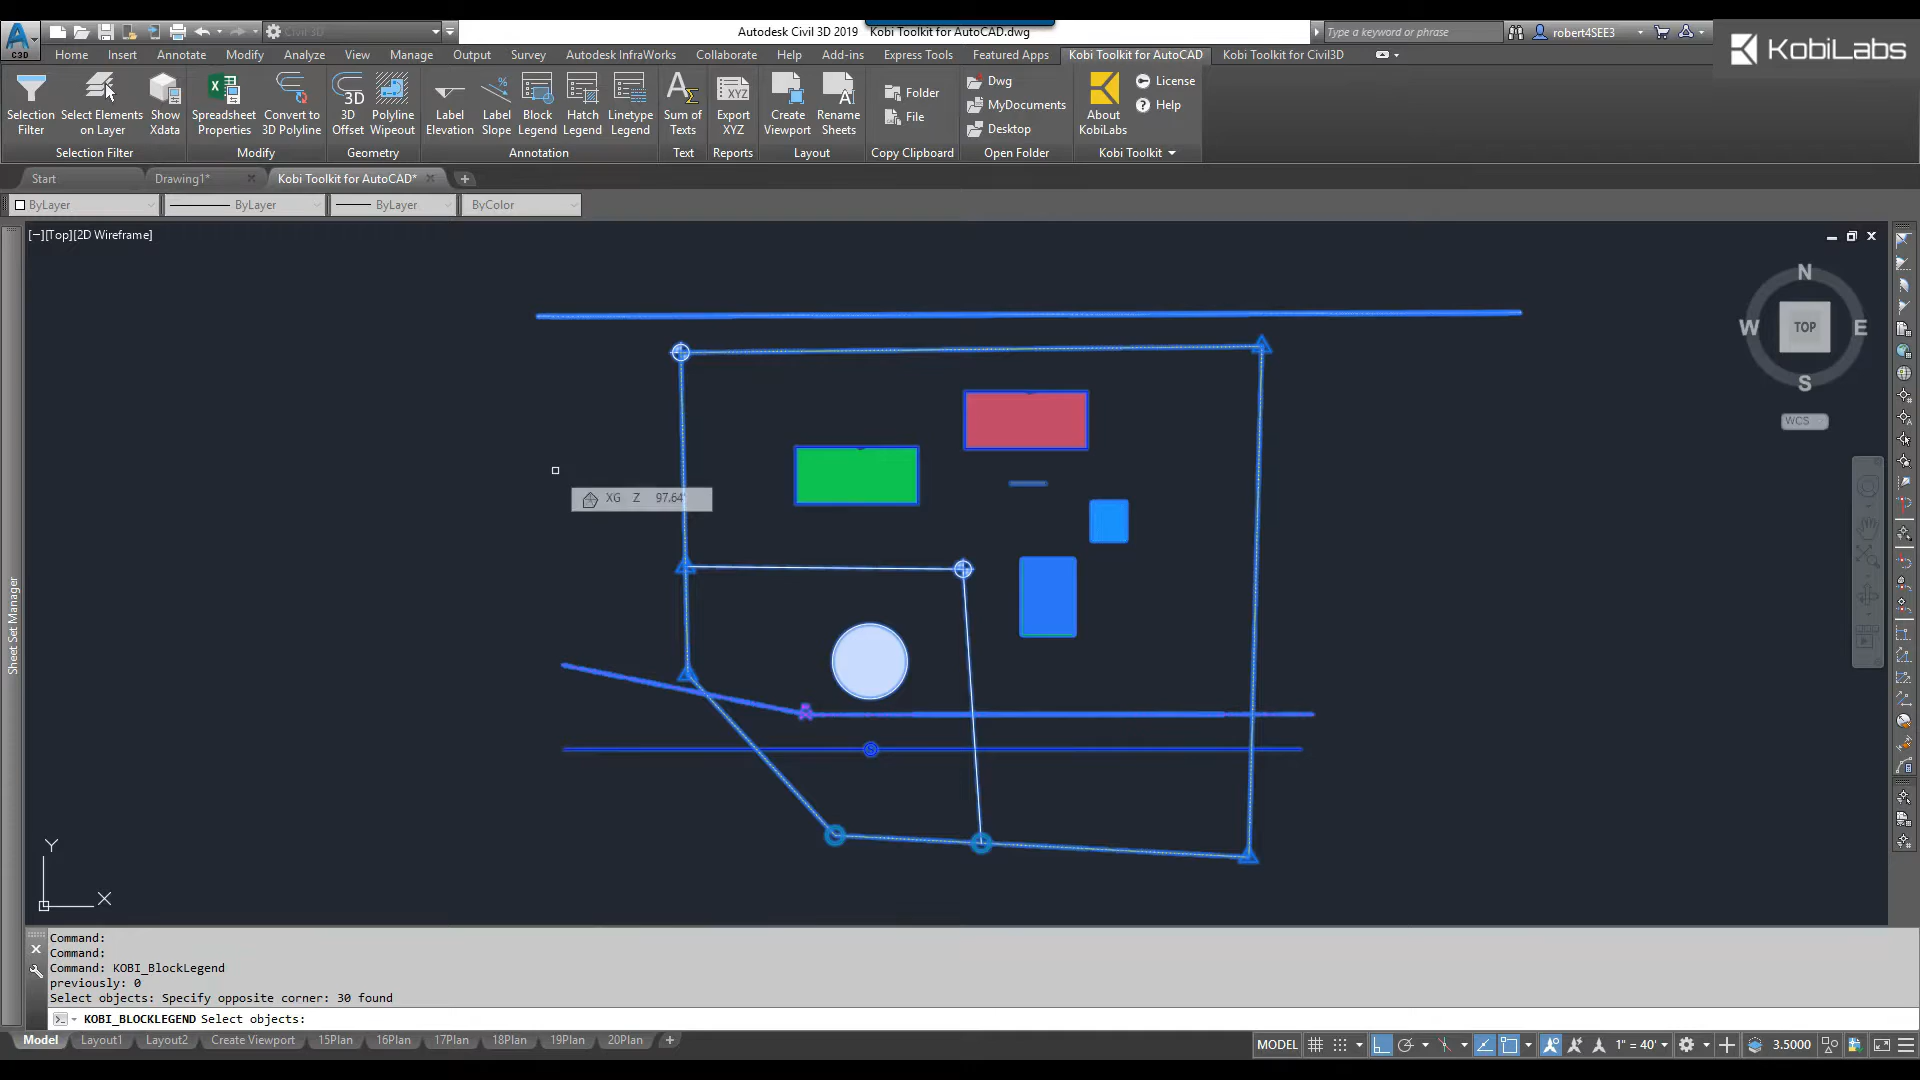 Civil 3D
Autodesk Civil 3D 2019 Kobi Toolkit for AutoCAD.dwg
Type a keyword or phrase
robert4SEE3
C3D
KobiLabs
Home Insert Annotate Modify Analyze View Manage Output Survey Autodesk InfraWorks Collaborate Help Add-ins Express Tools Featured Apps Kobi Toolkit for AutoCAD Kobi Toolkit for Civil3D
Selection Filter
Select Elements on Layer
Show Xdata
Spreadsheet Properties
Convert to 3D Polyline
3D Offset
Polyline Wipeout
Label Elevation
Label Slope
Block Legend
Hatch Legend
Linetype Legend
Sum of Texts
Export XYZ
Create Viewport
Rename Sheets
Folder
File
Dwg
MyDocuments
Desktop
About KobiLabs
License
Help
Selection Filter Modify Geometry Annotation Text Reports Layout Copy Clipboard Open Folder Kobi Toolkit
Start Drawing1* Kobi Toolkit for AutoCAD*
ByLayer ByLayer ByLayer ByColor
[−][Top][2D Wireframe]
N
W TOP E
S
WCS
XG Z 97.64'
Sheet Set Manager
Y
X
Command:
Command:
Command: KOBI_BlockLegend
previously: 0
Select objects: Specify opposite corner: 30 found
KOBI_BLOCKLEGEND Select objects:
Model Layout1 Layout2 Create Viewport 15Plan 16Plan 17Plan 18Plan 19Plan 20Plan
MODEL 1" = 40' 3.5000